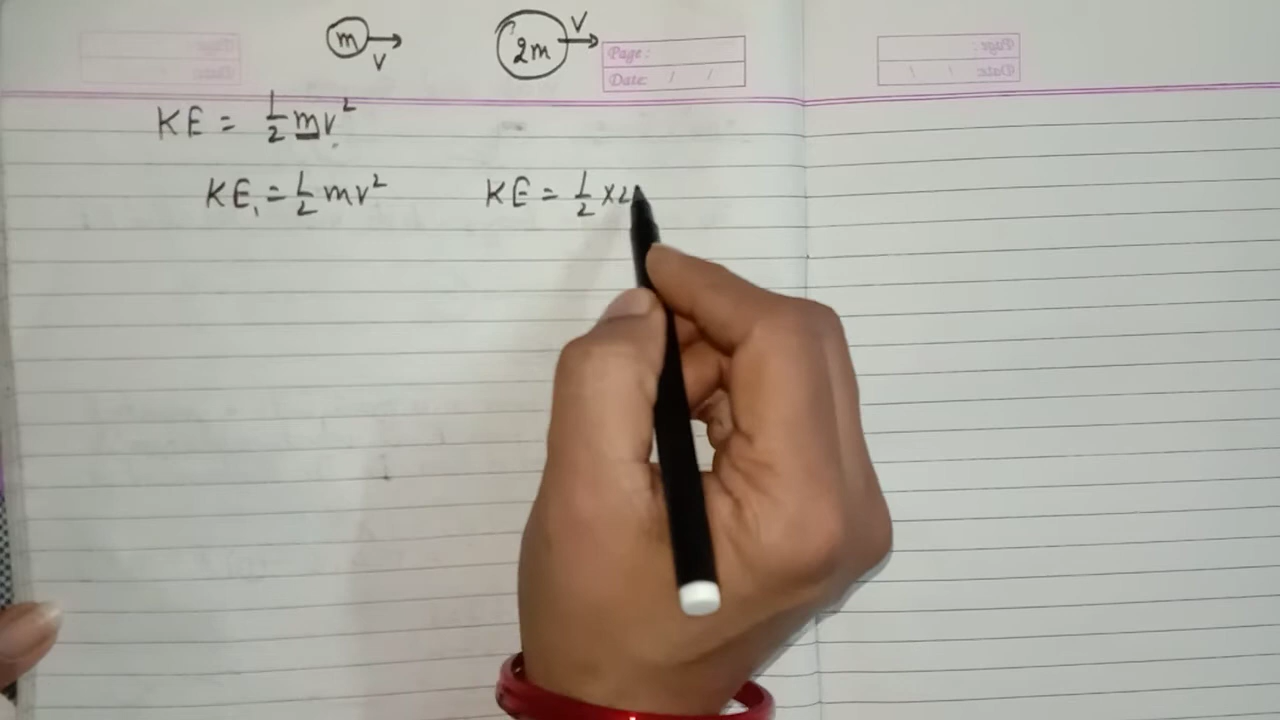 m V
2m V
Page:
Date: / /
KE = 1/2 mv²
KE₁ = 1/2 mv²
KE = 1/2 × 2